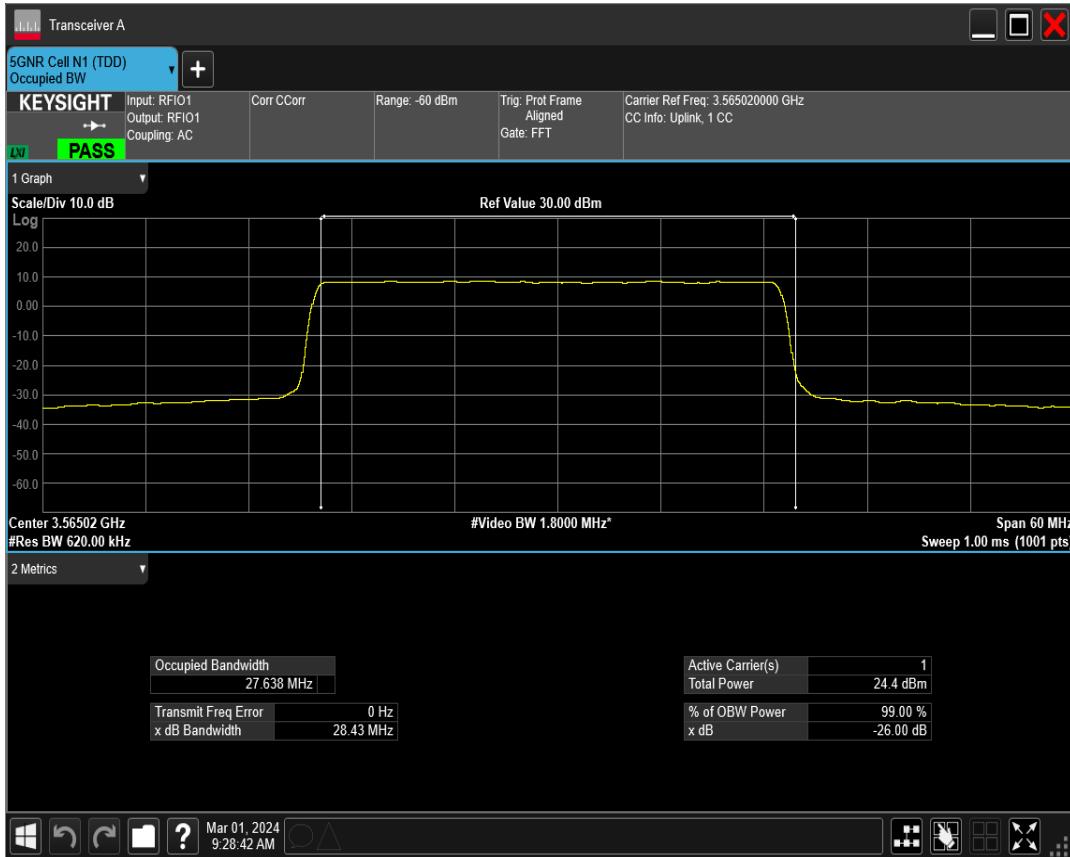 Transceiver A
5GNR Cell N1 (TDD)
Occupied BW
+
KEYSIGHT
LXI
PASS
Input: RFIO1
Output: RFIO1
Coupling: AC
Corr CCorr
Range: -60 dBm
Trig: Prot Frame
Aligned
Gate: FFT
Carrier Ref Freq: 3.565020000 GHz
CC Info: Uplink, 1 CC
1 Graph
Scale/Div 10.0 dB
Ref Value 30.00 dBm
Log
20.0
10.0
0.00
-10.0
-20.0
-30.0
-40.0
-50.0
-60.0
Center 3.56502 GHz
#Video BW 1.8000 MHz*
Span 60 MHz
#Res BW 620.00 kHz
Sweep 1.00 ms (1001 pts)
2 Metrics
Occupied Bandwidth
27.638 MHz
Transmit Freq Error 0 Hz
x dB Bandwidth 28.43 MHz
Active Carrier(s) 1
Total Power 24.4 dBm
% of OBW Power 99.00 %
x dB -26.00 dB
?
Mar 01, 2024
9:28:42 AM